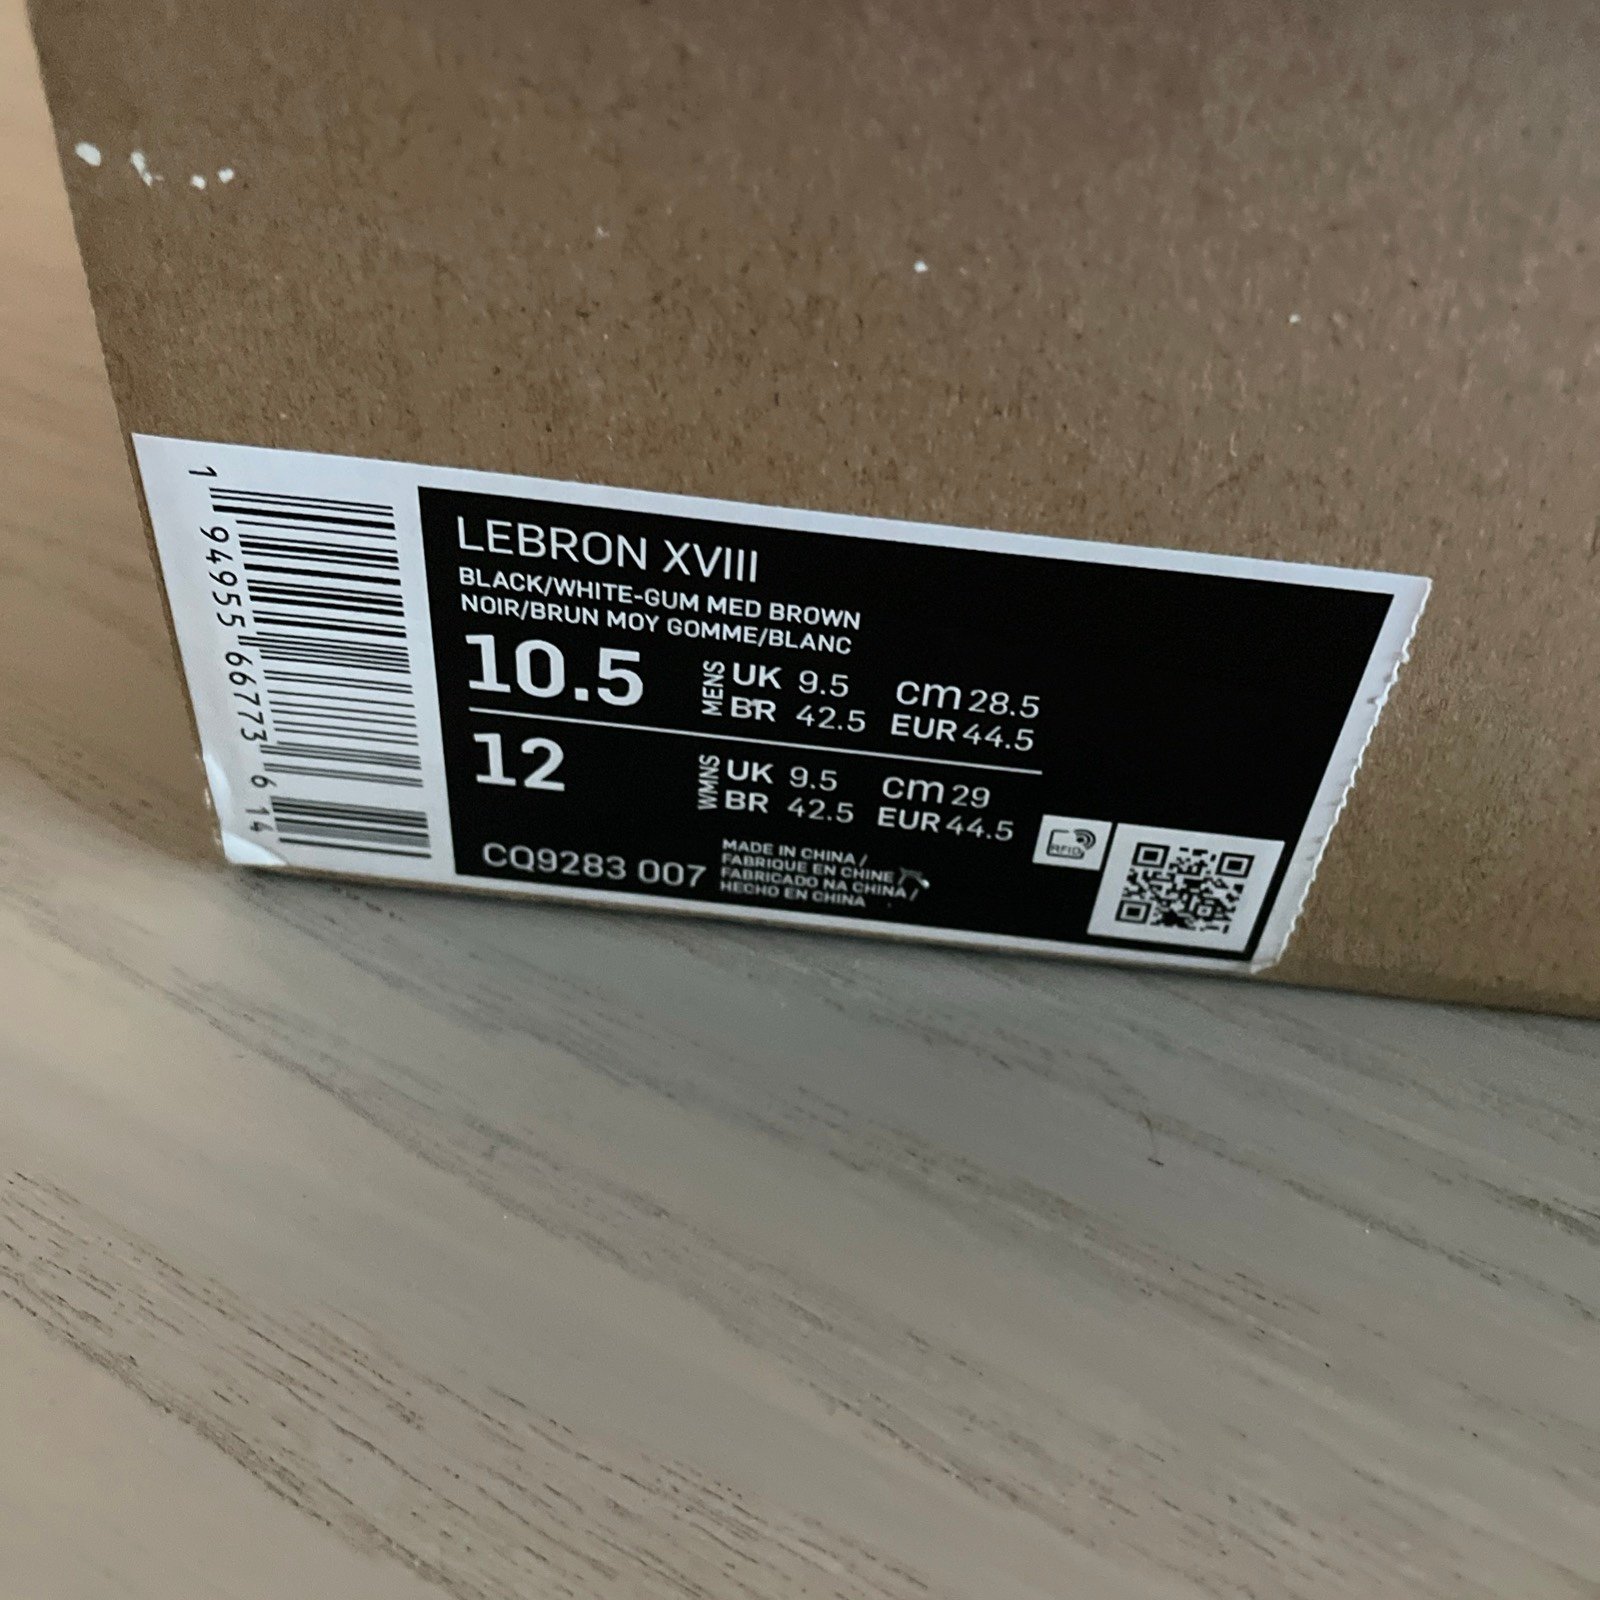 1 94955 66773 6 14
LEBRON XVIII
BLACK/WHITE-GUM MED BROWN
NOIR/BRUN MOY GOMME/BLANC
10.5 MENS UK 9.5 cm 28.5
BR 42.5 EUR 44.5
12 WMNS UK 9.5 cm 29
BR 42.5 EUR 44.5
CQ9283 007
MADE IN CHINA /
FABRIQUE EN CHINE /
FABRICADO NA CHINA /
HECHO EN CHINA
RFID